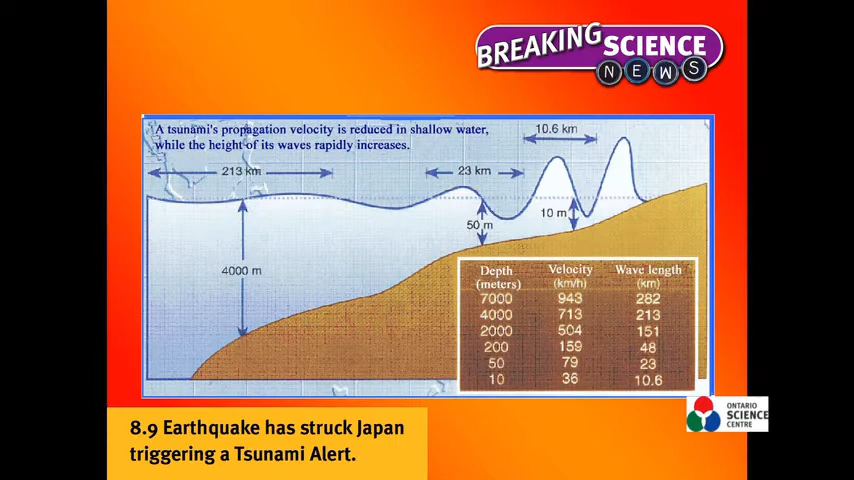 BREAKING SCIENCE
NEWS
A tsunami's propagation velocity is reduced in shallow water,
while the height of its waves rapidly increases.
10.6 km
213 km
23 km
10 m
50 m
4000 m
Depth Velocity Wave length
(meters) (km/h) (km)
7000 943 282
4000 713 213
2000 504 151
200 159 48
50 79 23
10 36 10.6
ONTARIO
SCIENCE
CENTRE
8.9 Earthquake has struck Japan
triggering a Tsunami Alert.